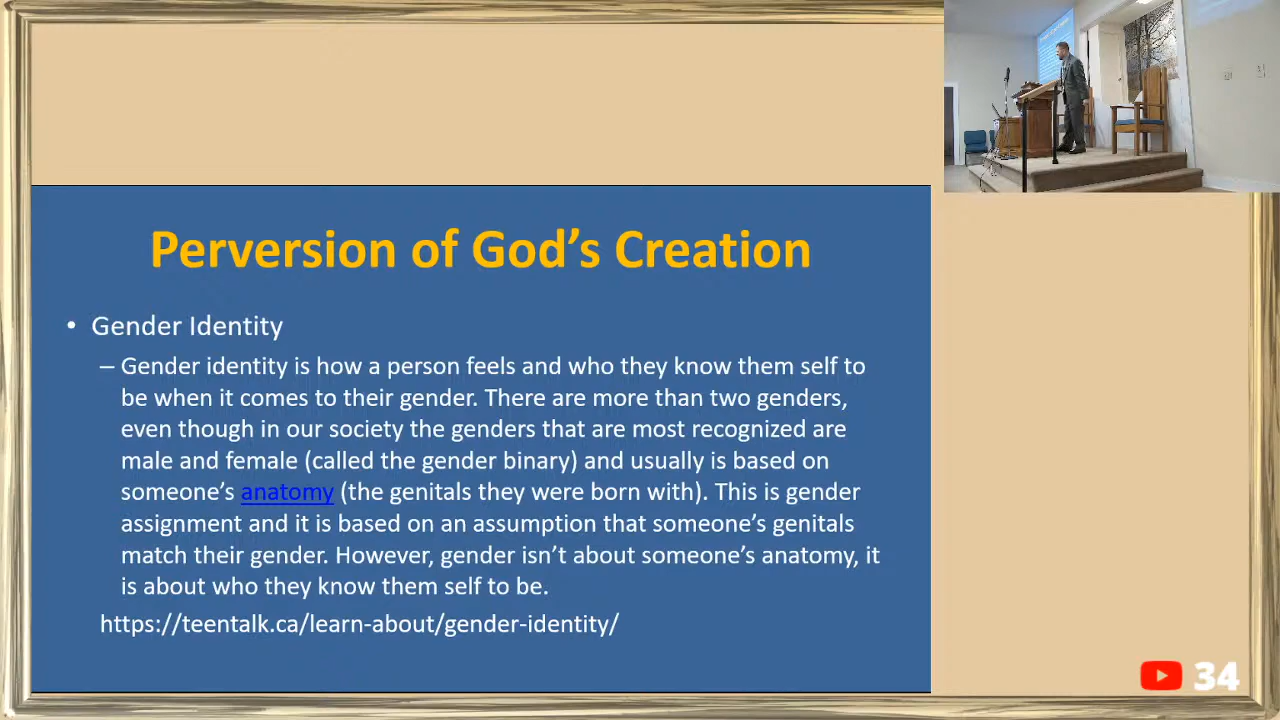 Perversion of God's Creation
• Gender Identity
– Gender identity is how a person feels and who they know them self to
be when it comes to their gender. There are more than two genders,
even though in our society the genders that are most recognized are
male and female (called the gender binary) and usually is based on
someone's anatomy (the genitals they were born with). This is gender
assignment and it is based on an assumption that someone's genitals
match their gender. However, gender isn't about someone's anatomy, it
is about who they know them self to be.
https://teentalk.ca/learn-about/gender-identity/
34